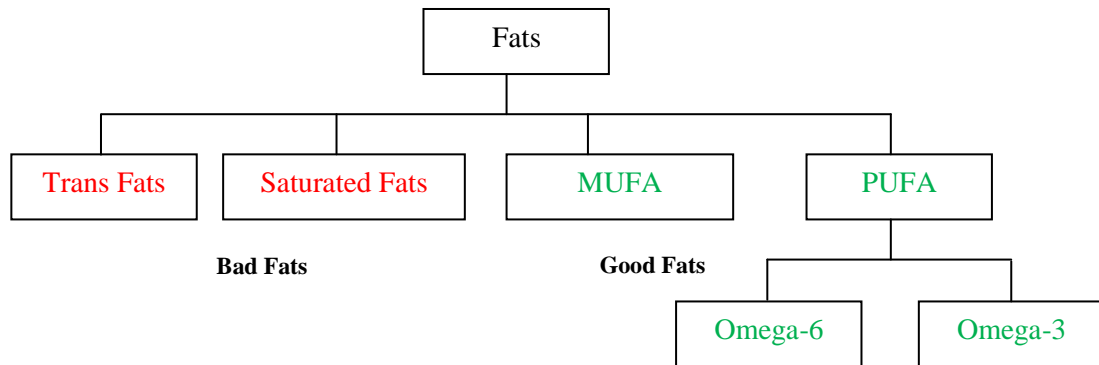 Fats
Trans Fats
Saturated Fats
MUFA
PUFA
Bad Fats
Good Fats
Omega-6
Omega-3